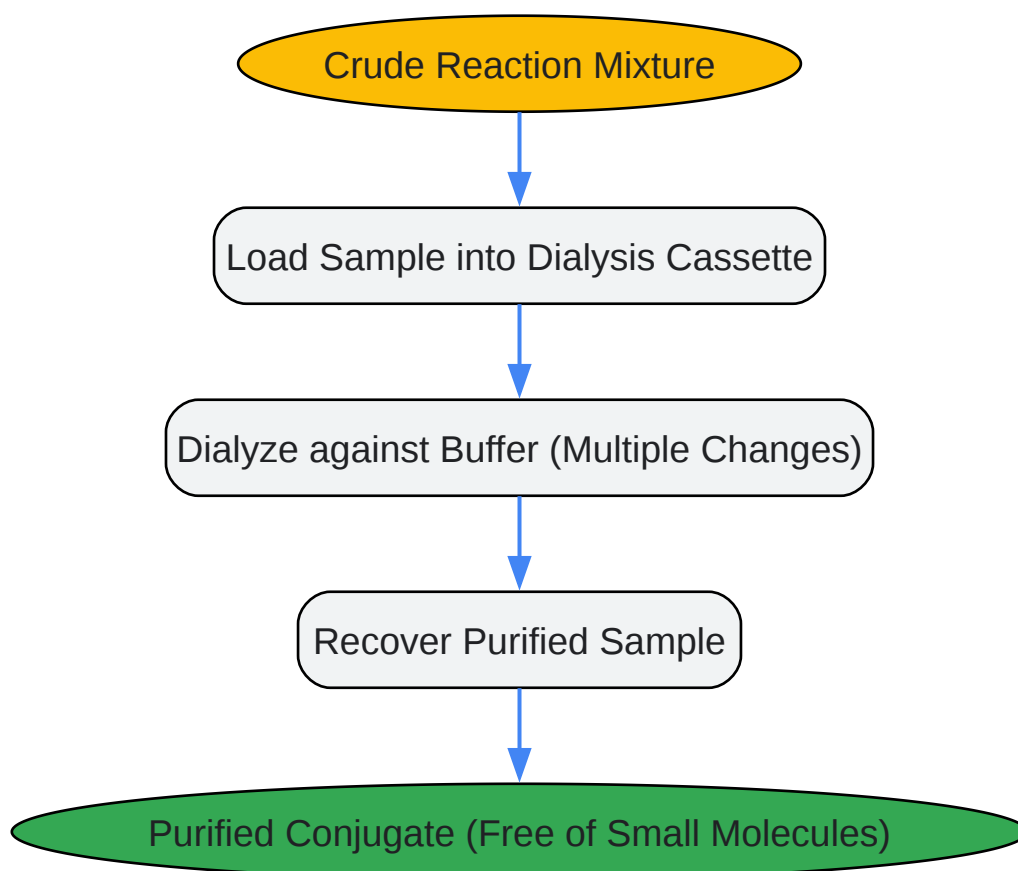 Crude Reaction Mixture
Load Sample into Dialysis Cassette
Dialyze against Buffer (Multiple Changes)
Recover Purified Sample
Purified Conjugate (Free of Small Molecules)